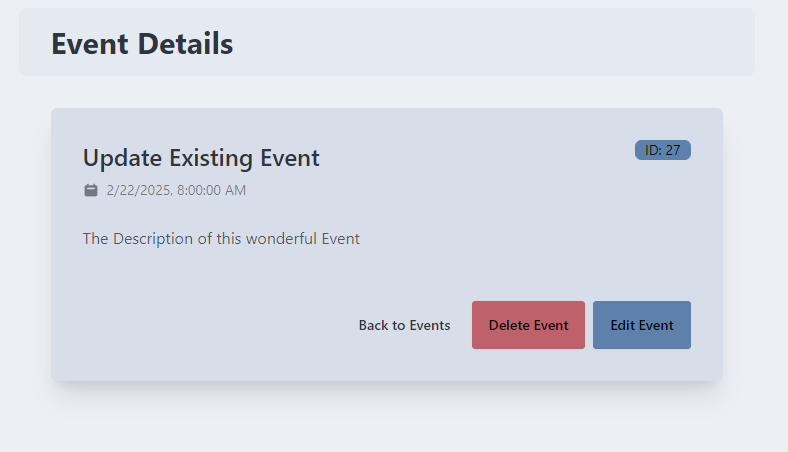 Event Details
Update Existing Event
ID: 27
2/22/2025, 8:00:00 AM
The Description of this wonderful Event
Back to Events
Delete Event
Edit Event